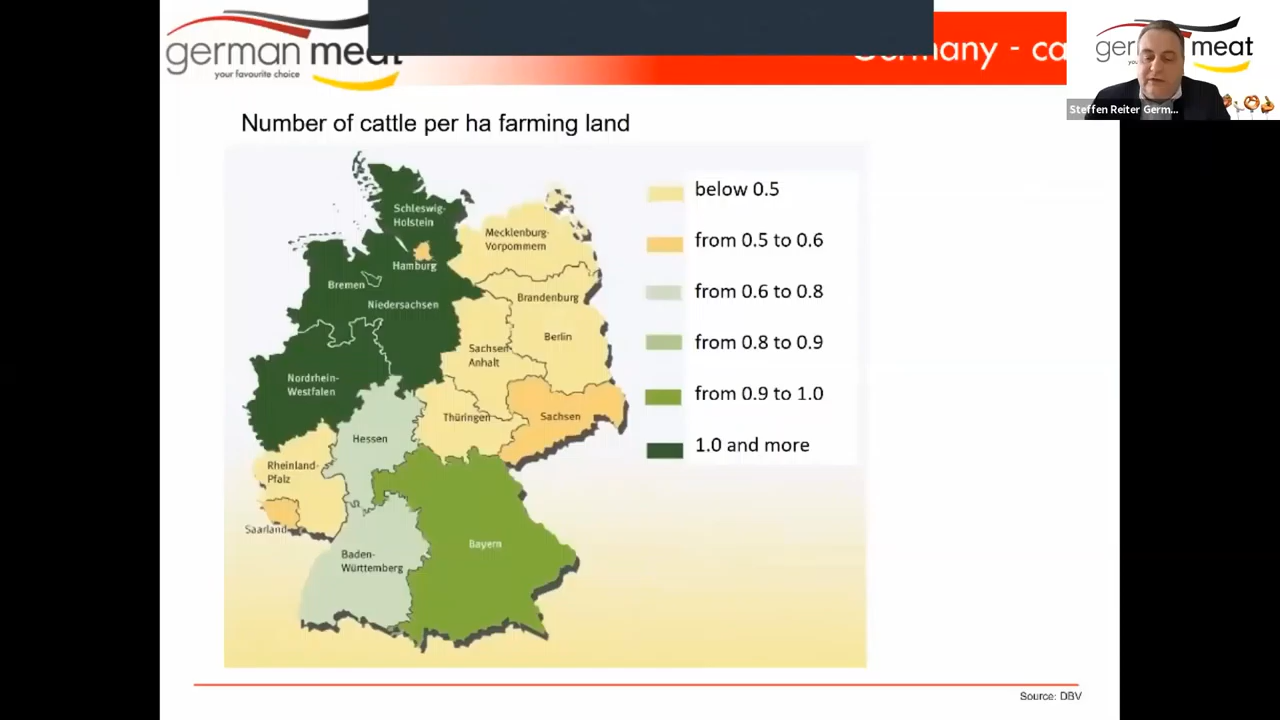 german meat
your favourite choice
Germany - ca
german meat
Steffen Reiter Germ...
Number of cattle per ha farming land
below 0.5
from 0.5 to 0.6
from 0.6 to 0.8
from 0.8 to 0.9
from 0.9 to 1.0
1.0 and more
Schleswig-
Holstein
Mecklenburg-
Vorpommern
Hamburg
Bremen
Niedersachsen
Brandenburg
Berlin
Sachsen
Anhalt
Nordrhein-
Westfalen
Thüringen
Sachsen
Hessen
Rheinland-
Pfalz
Saarland
Baden-
Württemberg
Bayern
Source: DBV